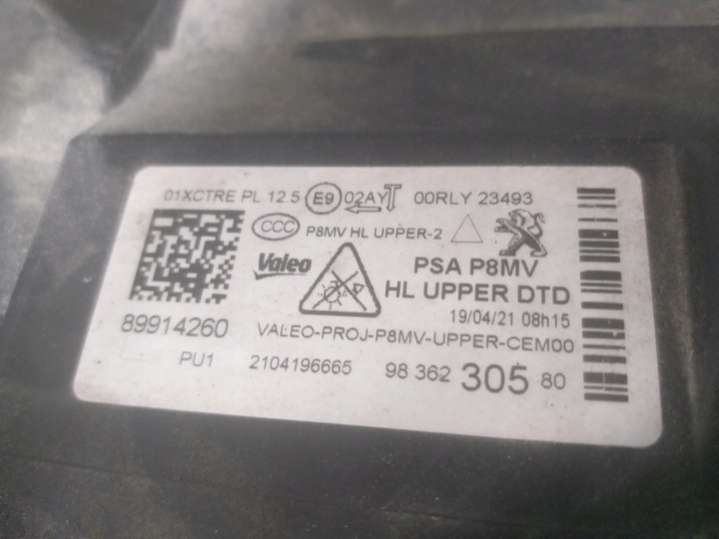 01XCTRE PL 12.5 E9 02AY 00RLY 23493
CCC P8MV HL UPPER-2
Valeo PSA P8MV
HL UPPER DTD
19/04/21 08h15
89914260 VALEO-PROJ-P8MV-UPPER-CEM00
PU1 2104196665 98 362 305 80